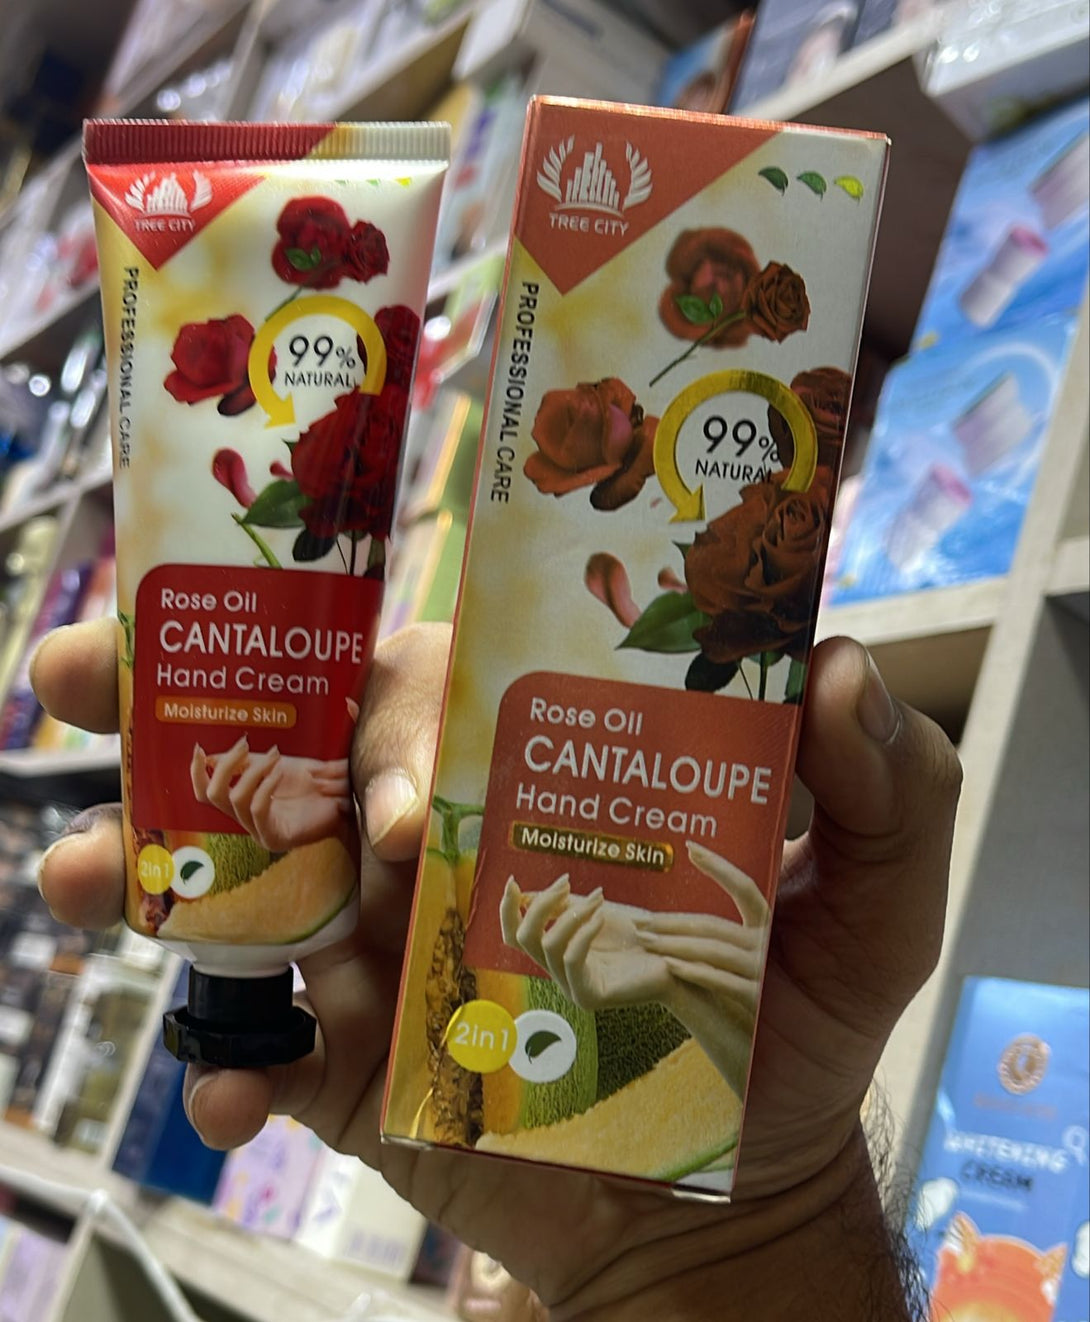 TREE CITY
PROFESSIONAL CARE
99%
NATURAL
Rose Oil
CANTALOUPE
Hand Cream
Moisturize Skin
2in1
TREE CITY
PROFESSIONAL CARE
99%
NATURAL
Rose Oil
CANTALOUPE
Hand Cream
Moisturize Skin
2in1
WHITENING
CREAM